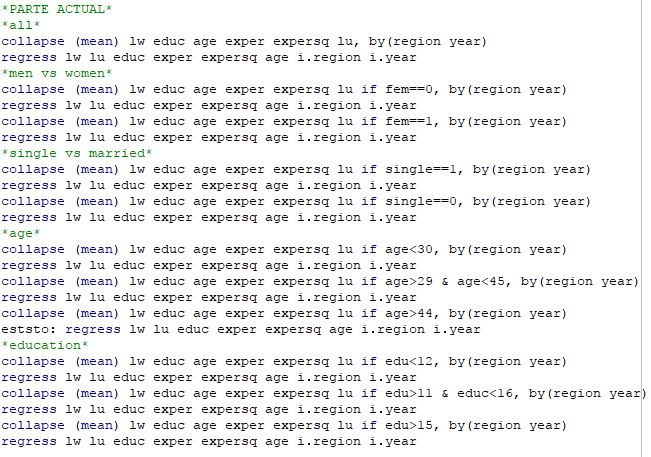 *PARTE ACTUAL*
*all*
collapse (mean) lw educ age exper expersq lu, by(region year)
regress lw lu educ exper expersq age i.region i.year
*men vs women*
collapse (mean) lw educ age exper expersq lu if fem==0, by(region year)
regress lw lu educ exper expersq age i.region i.year
collapse (mean) lw educ age exper expersq lu if fem==1, by(region year)
regress lw lu educ exper expersq age i.region i.year
*single vs married*
collapse (mean) lw educ age exper expersq lu if single==1, by(region year)
regress lw lu educ exper expersq age i.region i.year
collapse (mean) lw educ age exper expersq lu if single==0, by(region year)
regress lw lu educ exper expersq age i.region i.year
*age*
collapse (mean) lw educ age exper expersq lu if age<30, by(region year)
regress lw lu educ exper expersq age i.region i.year
collapse (mean) lw educ age exper expersq lu if age>29 & age<45, by(region year)
regress lw lu educ exper expersq age i.region i.year
collapse (mean) lw educ age exper expersq lu if age>44, by(region year)
eststo: regress lw lu educ exper expersq age i.region i.year
*education*
collapse (mean) lw educ age exper expersq lu if edu<12, by(region year)
regress lw lu educ exper expersq age i.region i.year
collapse (mean) lw educ age exper expersq lu if edu>11 & educ<16, by(region year)
regress lw lu educ exper expersq age i.region i.year
collapse (mean) lw educ age exper expersq lu if edu>15, by(region year)
regress lw lu educ exper expersq age i.region i.year